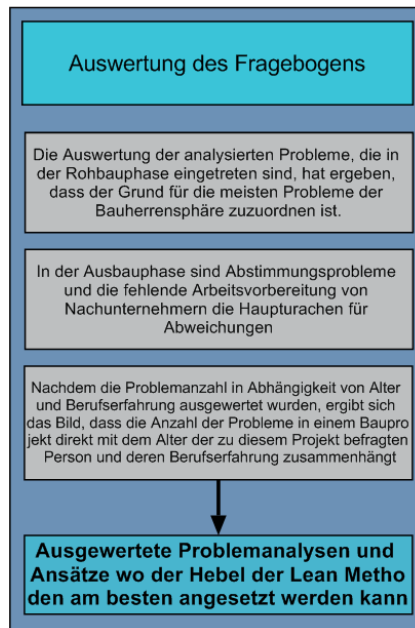 Auswertung des Fragebogens
Die Auswertung der analysierten Probleme, die in
der Rohbauphase eingetreten sind, hat ergeben,
dass der Grund für die meisten Probleme der
Bauherrensphäre zuzuordnen ist.
In der Ausbauphase sind Abstimmungsprobleme
und die fehlende Arbeitsvorbereitung von
Nachunternehmern die Haupturachen für
Abweichungen
Nachdem die Problemanzahl in Abhängigkeit von Alter
und Berufserfahrung ausgewertet wurden, ergibt sich
das Bild, dass die Anzahl der Probleme in einem Baupro
jekt direkt mit dem Alter der zu diesem Projekt befragten
Person und deren Berufserfahrung zusammenhängt
Ausgewertete Problemanalysen und
Ansätze wo der Hebel der Lean Metho
den am besten angesetzt werden kann